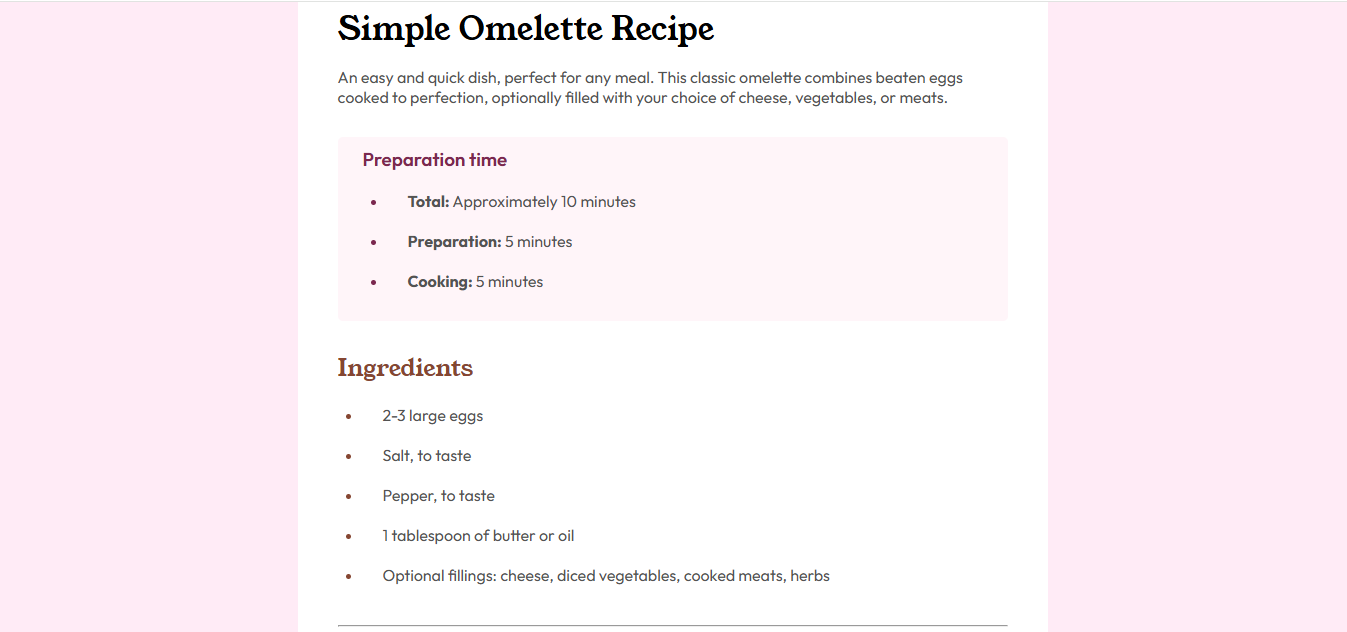 Simple Omelette Recipe
An easy and quick dish, perfect for any meal. This classic omelette combines beaten eggs
cooked to perfection, optionally filled with your choice of cheese, vegetables, or meats.
Preparation time
• Total: Approximately 10 minutes
• Preparation: 5 minutes
• Cooking: 5 minutes
Ingredients
• 2-3 large eggs
• Salt, to taste
• Pepper, to taste
• 1 tablespoon of butter or oil
• Optional fillings: cheese, diced vegetables, cooked meats, herbs